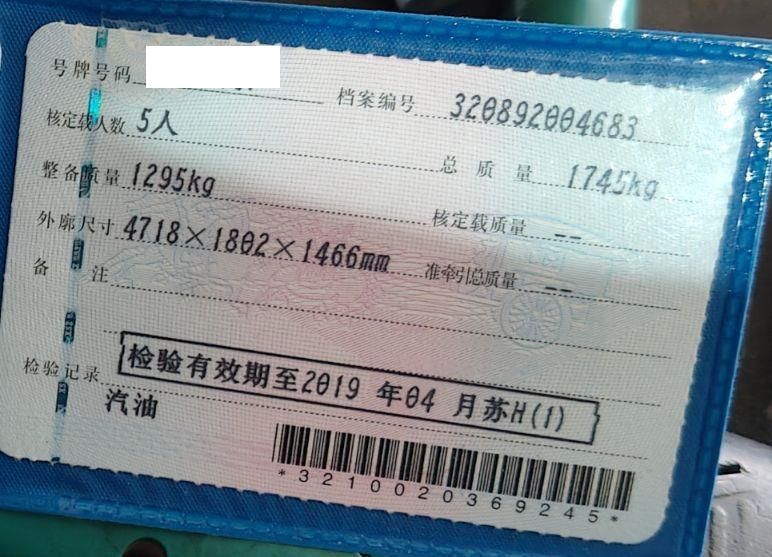 号牌号码 档案编号 320892004683
核定载人数 5人 总质量 1745kg
整备质量 1295kg 核定载质量 --
外廓尺寸 4718×1802×1466mm 准牵引总质量 --
备注
检验记录 检验有效期至2019 年04 月苏H(1)
汽油
*3210020369245*